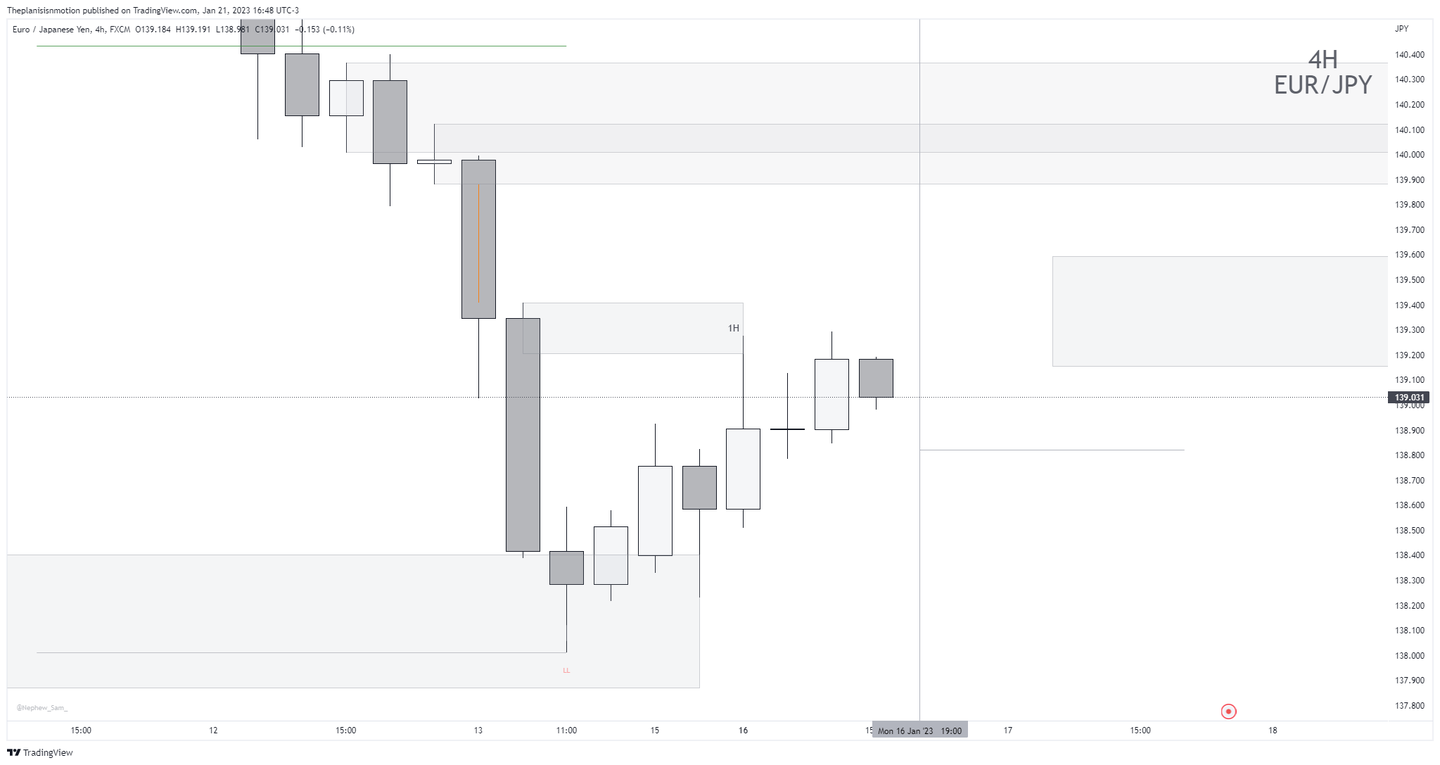 Theplanisisnmotion published on TradingView.com, Jan 21, 2023 16:48 UTC-3
Euro / Japanese Yen, 4h, FXCM O139.184 H139.191 L138.981 C139.031 −0.153 (−0.11%)
JPY
4H
EUR/JPY
140.400
140.300
140.200
140.100
140.000
139.900
139.800
139.700
139.600
139.500
139.400
139.300
1H
139.200
139.100
139.031
139.000
138.900
138.800
138.700
138.600
138.500
138.400
138.300
138.200
138.100
138.000
137.900
137.800
LL
@Nephew_Sam_
15:00 12 15:00 13 11:00 15 16 Mon 16 Jan '23 19:00 17 15:00 18
TradingView